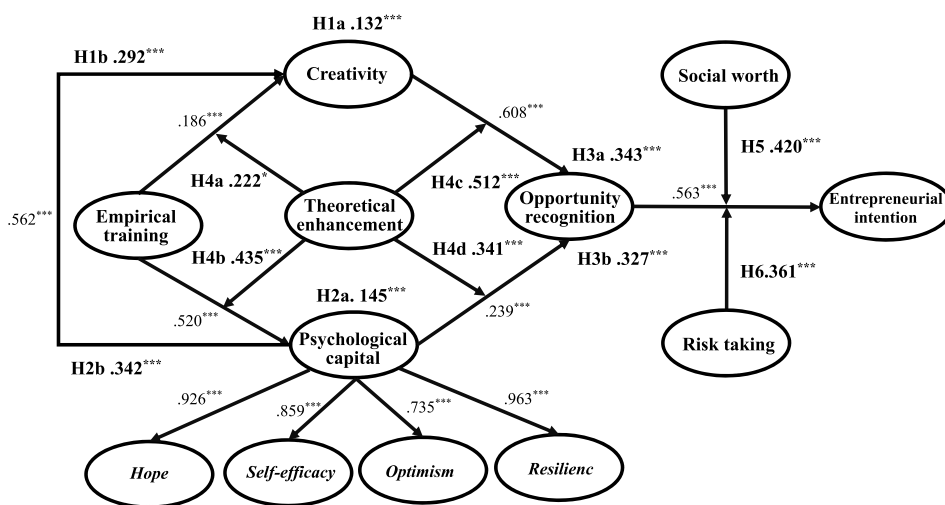 H1a .132***
H1b .292***
Creativity
Social worth
.186***
.608***
H4a .222*
H4c .512***
H3a .343***
H5 .420***
.562***
Empirical
training
Theoretical
enhancement
Opportunity
recognition
.563***
Entrepreneurial
intention
H4b .435***
H4d .341***
H3b .327***
H6.361***
.520***
H2a. 145***
.239***
Psychological
capital
Risk taking
H2b .342***
.926***
.859***
.735***
.963***
Hope
Self-efficacy
Optimism
Resilienc